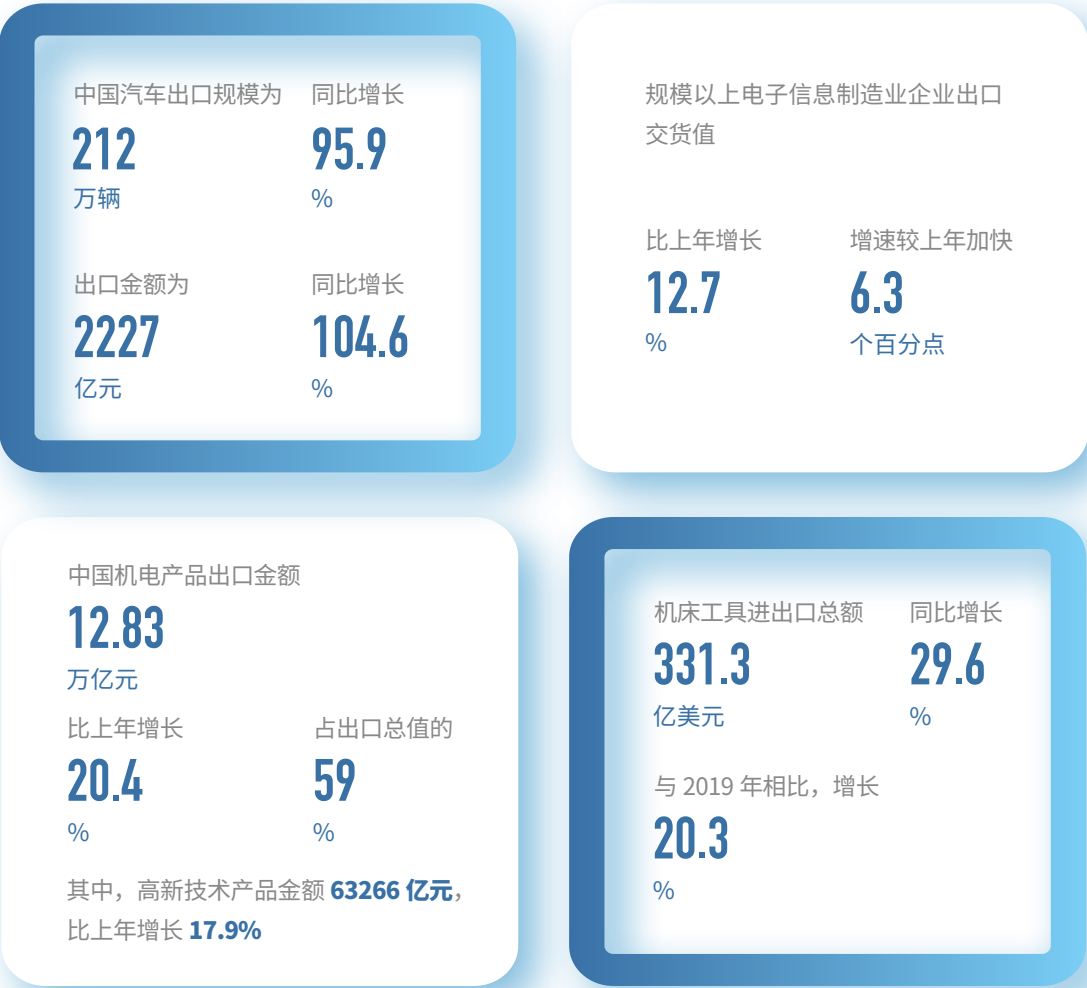 中国汽车出口规模为
212
万辆
同比增长
95.9
%
出口金额为
2227
亿元
同比增长
104.6
%
规模以上电子信息制造业企业出口
交货值
比上年增长
12.7
%
增速较上年加快
6.3
个百分点
中国机电产品出口金额
12.83
万亿元
比上年增长
20.4
%
占出口总值的
59
%
其中，高新技术产品金额 63266 亿元，
比上年增长 17.9%
机床工具进出口总额
331.3
亿美元
同比增长
29.6
%
与 2019 年相比，增长
20.3
%